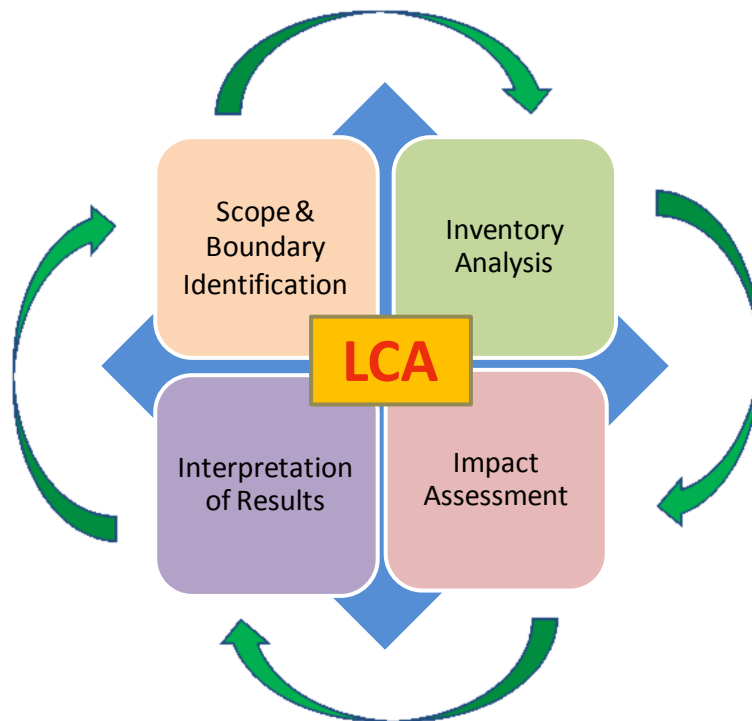 Scope &
Boundary
Identification
Inventory
Analysis
LCA
Interpretation
of Results
Impact
Assessment